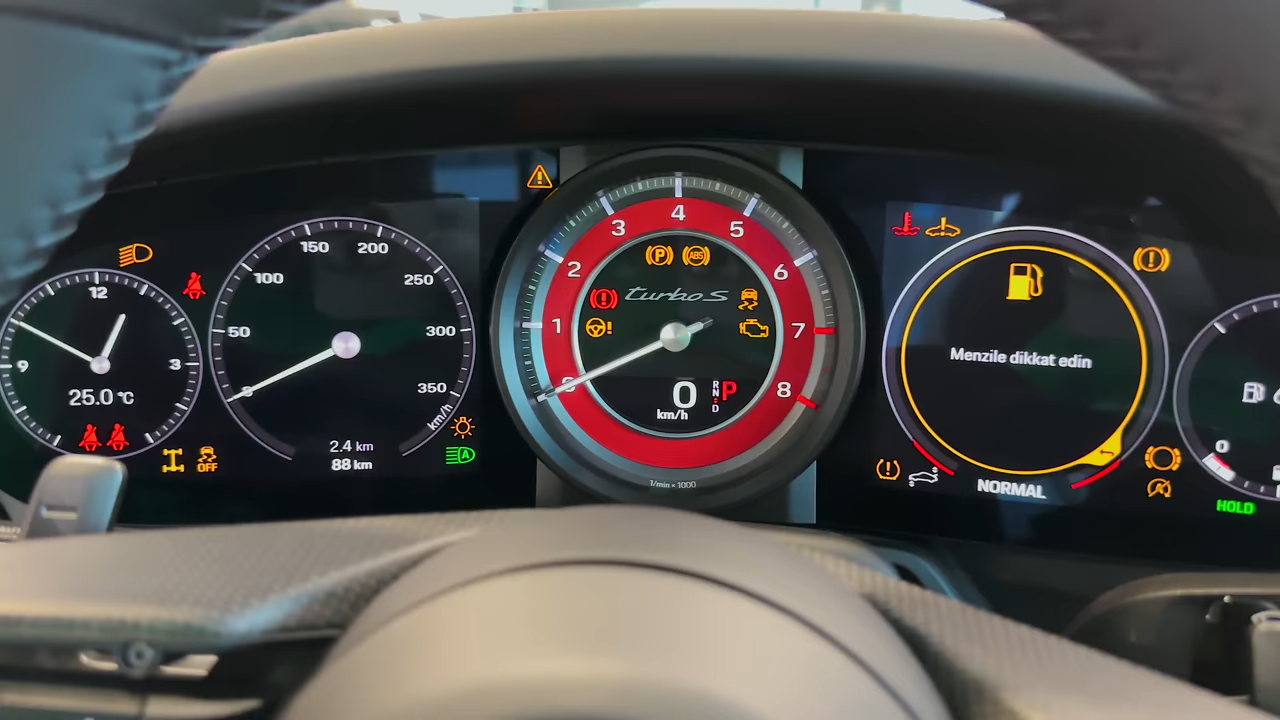 12
9
3
25.0 °C
50
100
150
200
250
300
350
km/h
2.4 km
88 km
OFF
A
1
2
3
4
5
6
7
8
P
ABS
turbo S
0
km/h
R
N
D
P
1/min × 1000
Menzile dikkat edin
NORMAL
0
HOLD